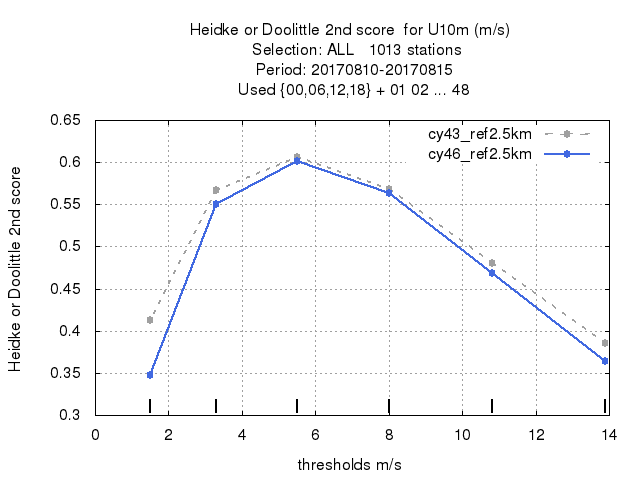 Heidke or Doolittle 2nd score  for U10m (m/s)
Selection: ALL   1013 stations
Period: 20170810-20170815
Used {00,06,12,18} + 01 02 ... 48
cy43_ref2.5km
cy46_ref2.5km
Heidke or Doolittle 2nd score
0.65
0.6
0.55
0.5
0.45
0.4
0.35
0.3
0 2 4 6 8 10 12 14
thresholds m/s